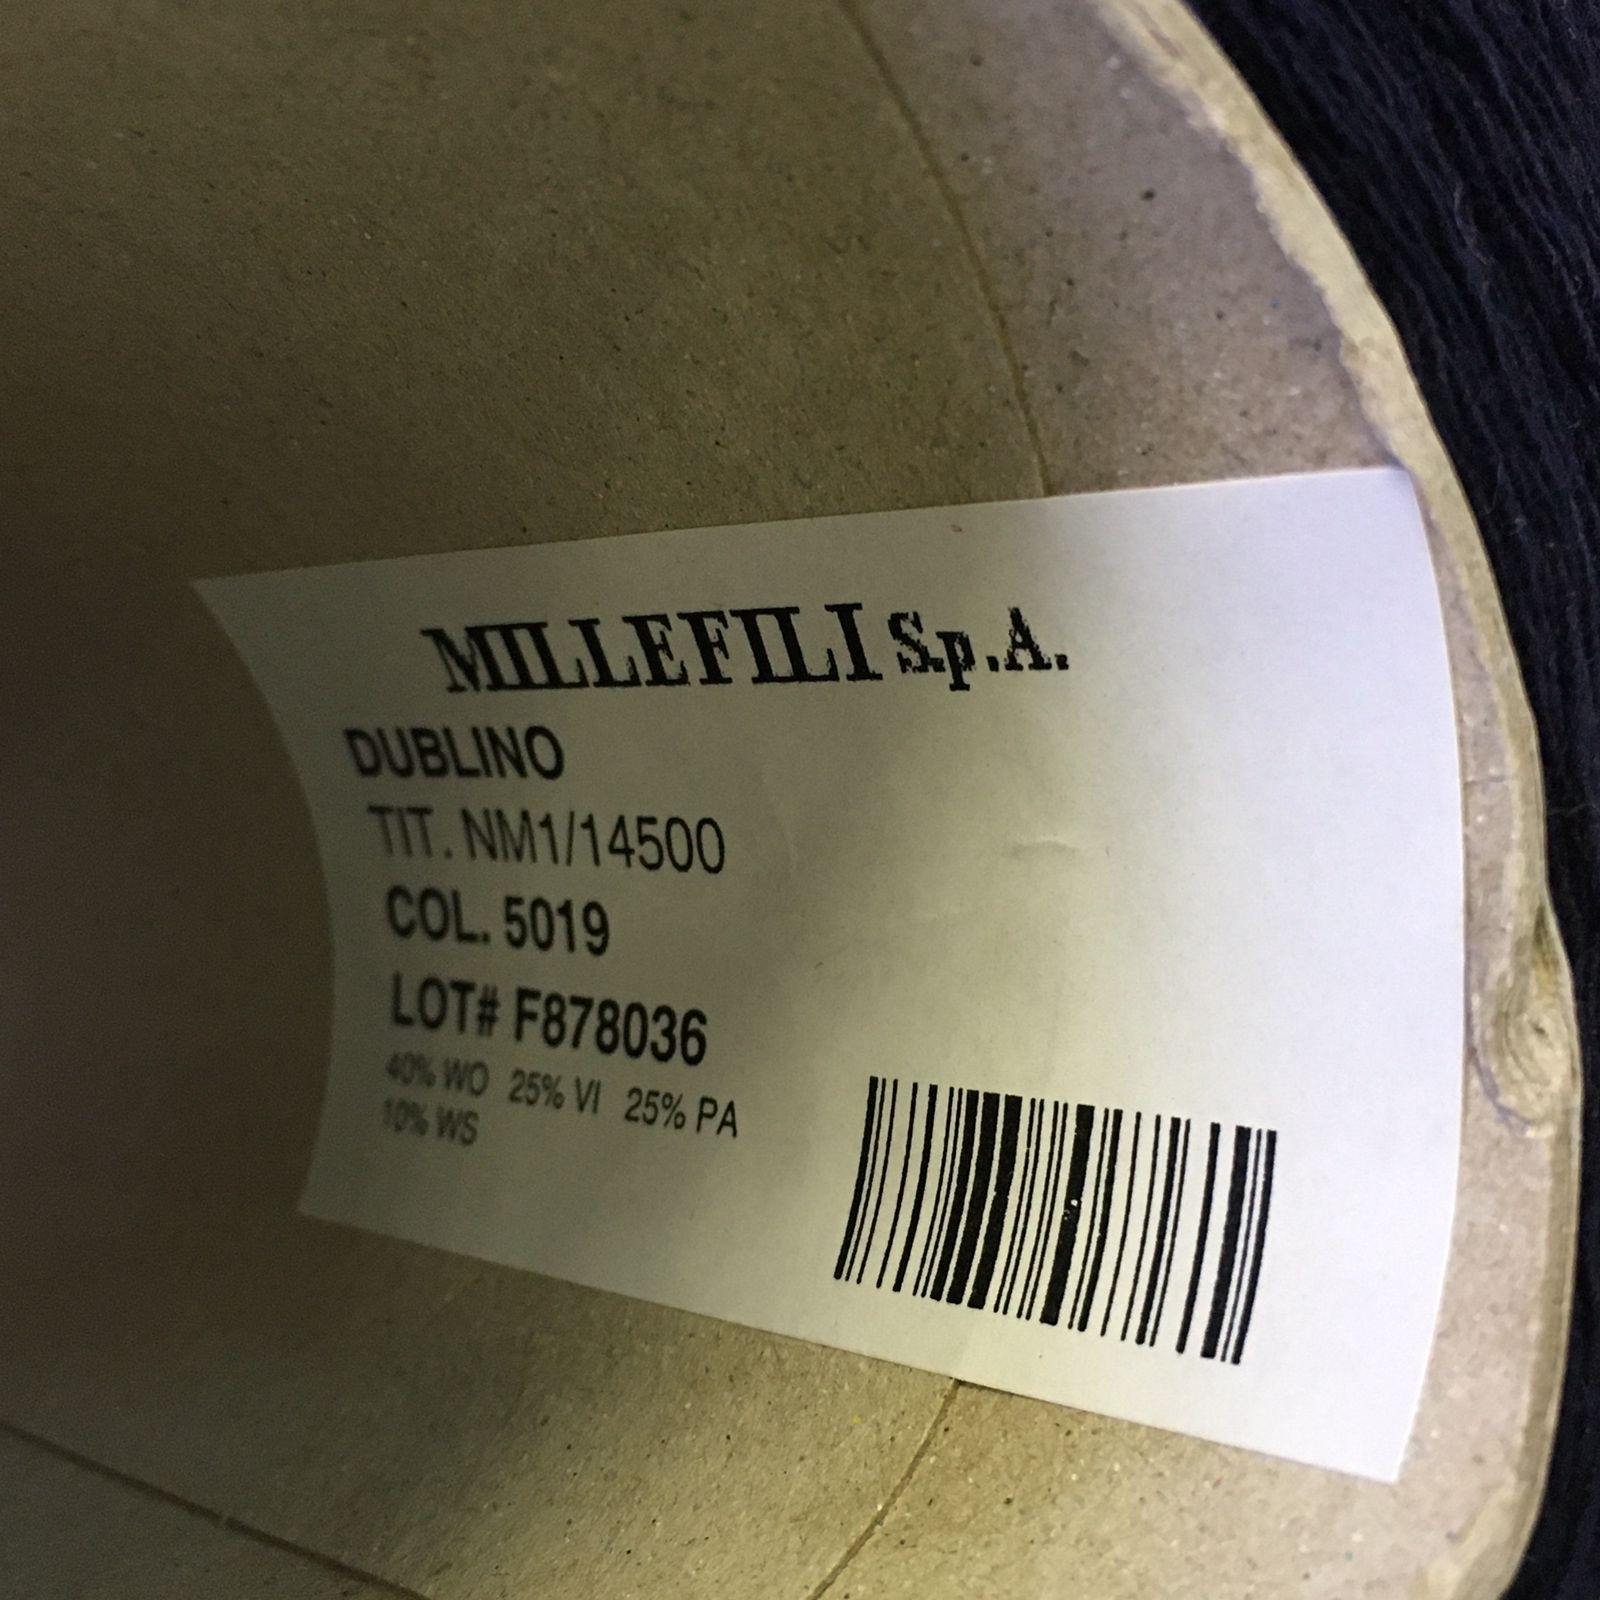 MILLEFILI S.p.A.
DUBLINO
TIT. NM1/14500
COL. 5019
LOT# F878036
40% WO 25% VI 25% PA
10% WS